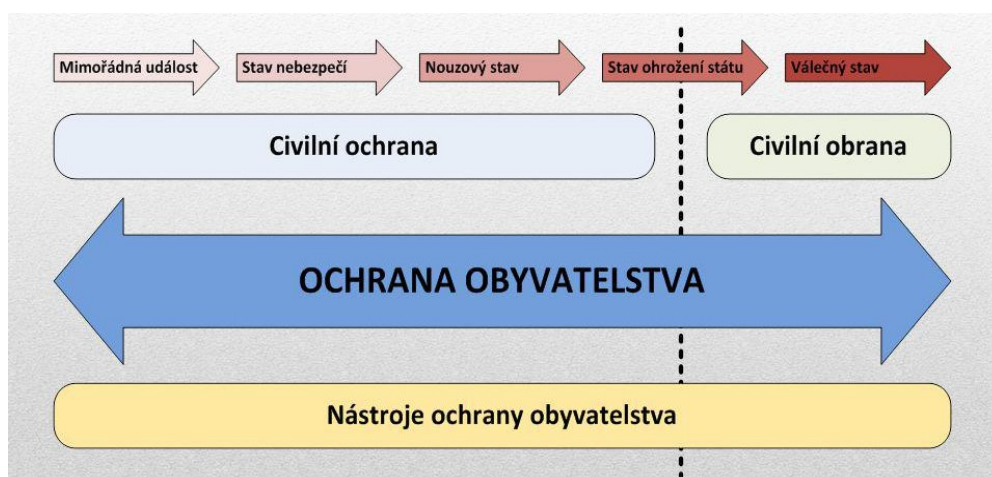 Mimořádná událost
Stav nebezpečí
Nouzový stav
Stav ohrožení státu
Válečný stav
Civilní ochrana
Civilní obrana
OCHRANA OBYVATELSTVA
Nástroje ochrany obyvatelstva